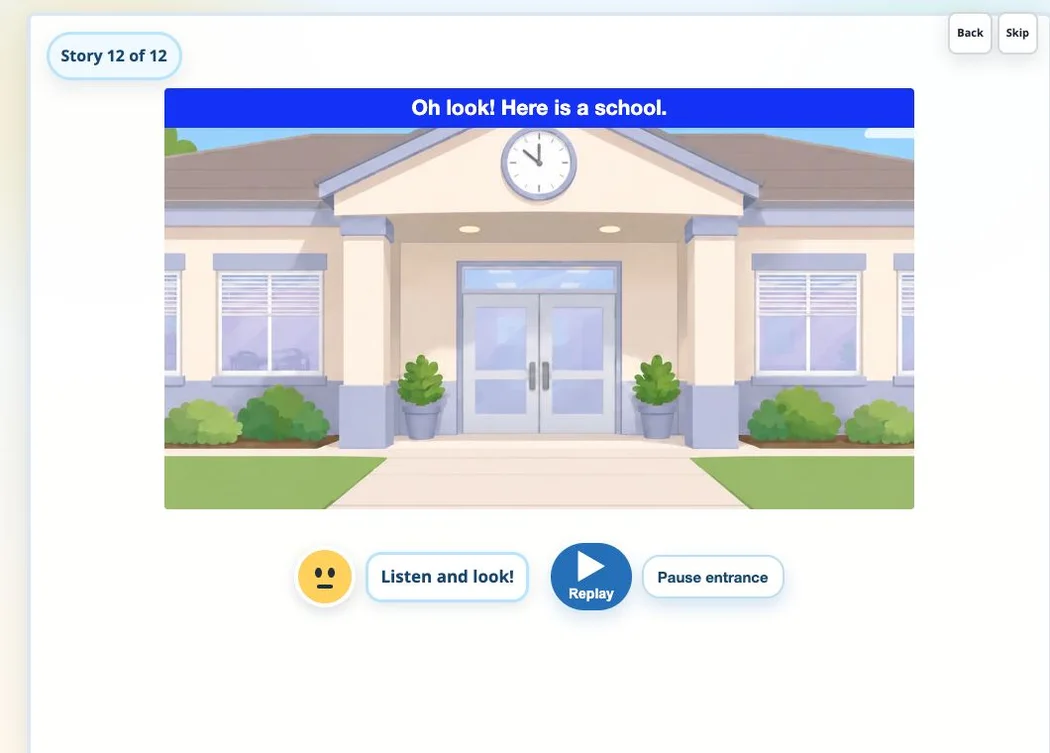 Story 12 of 12
Back
Skip
Oh look! Here is a school.
Listen and look!
Replay
Pause entrance